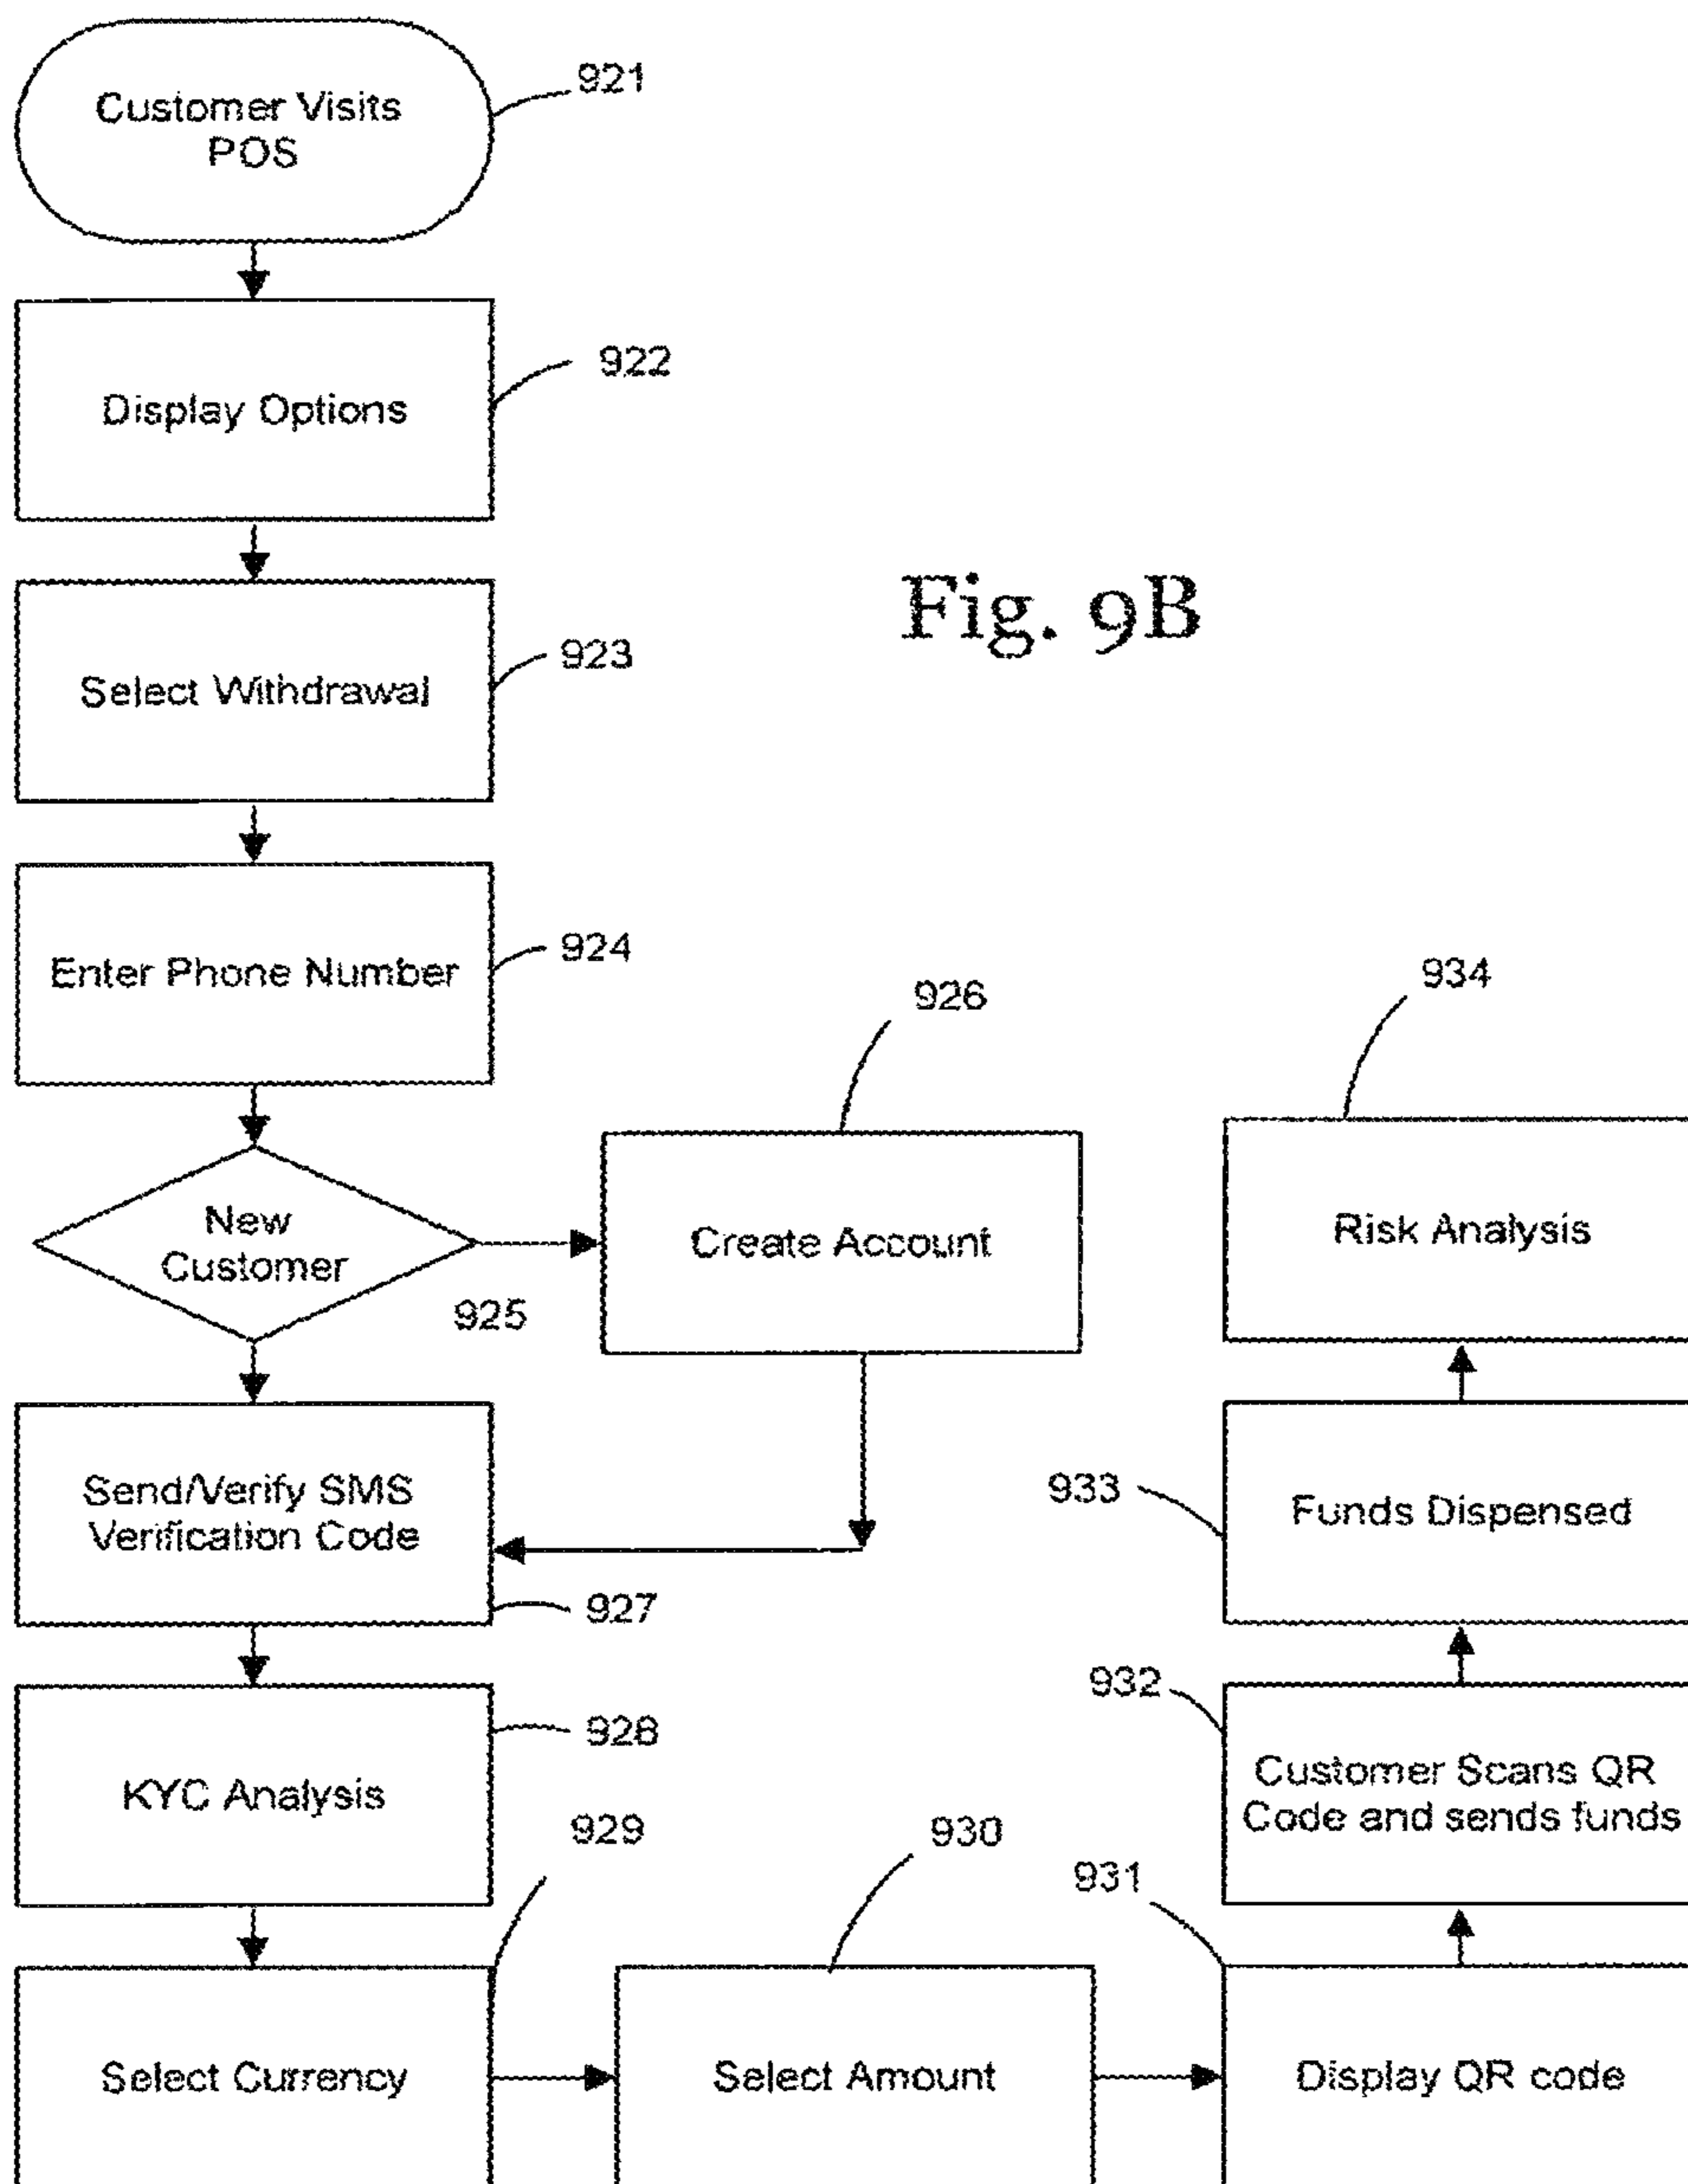 Customer Visits
POS
921
Display Options
922
Fig. 9B
Select Withdrawal
923
Enter Phone Number
924
New
Customer
925
Create Account
926
Send/Verify SMS
Verification Code
927
KYC Analysis
928
Select Currency
929
Select Amount
930
Display QR code
931
Customer Scans QR
Code and sends funds
932
Funds Dispensed
933
Risk Analysis
934